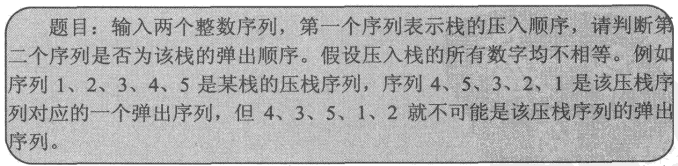 题目：输入两个整数序列，第一个序列表示栈的压入顺序，请判断第
二个序列是否为该栈的弹出顺序。假设压入栈的所有数字均不相等。例如
序列 1、2、3、4、5 是某栈的压栈序列，序列 4、5、3、2、1 是该压栈序
列对应的一个弹出序列，但 4、3、5、1、2 就不可能是该压栈序列的弹出
序列。